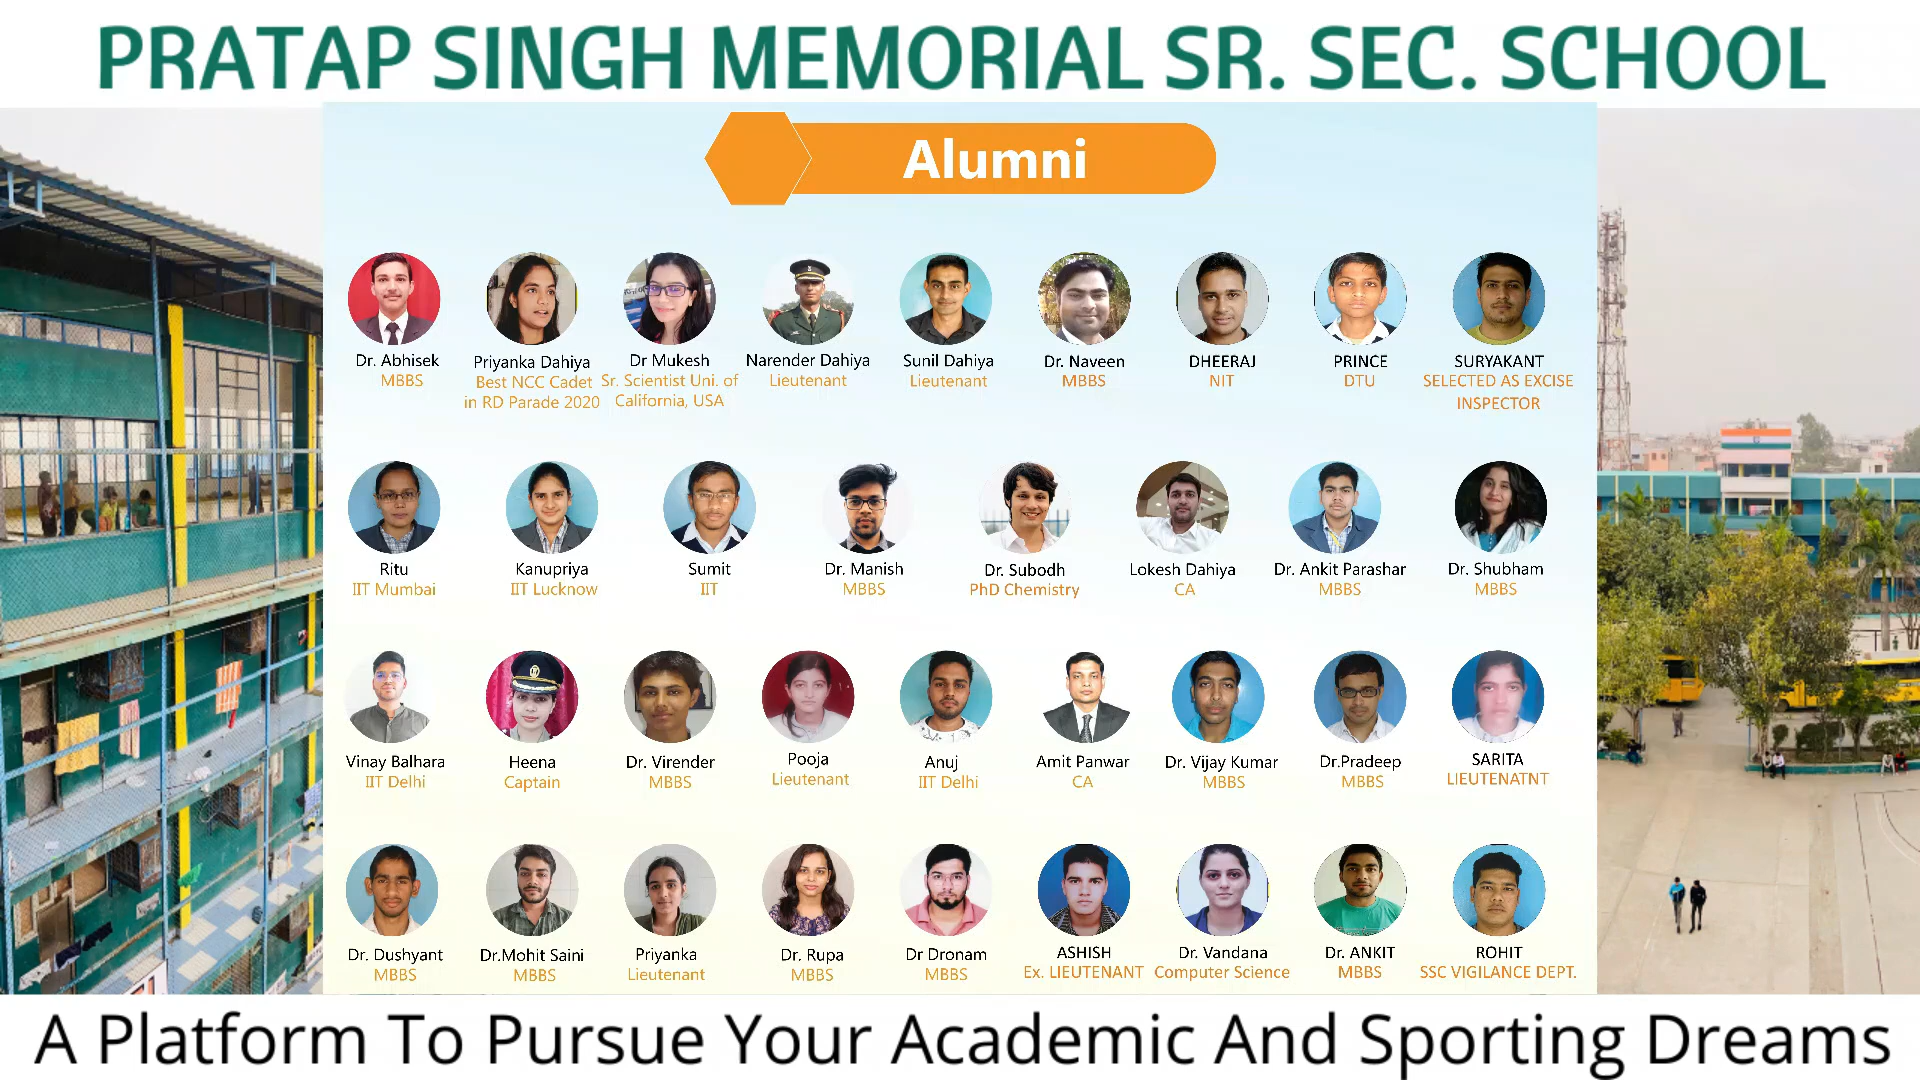 PRATAP SINGH MEMORIAL SR. SEC. SCHOOL
Alumni
Dr. Abhisek
MBBS
Priyanka Dahiya
Best NCC Cadet
in RD Parade 2020
Dr Mukesh
Sr. Scientist Uni. of
California, USA
Narender Dahiya
Lieutenant
Sunil Dahiya
Lieutenant
Dr. Naveen
MBBS
DHEERAJ
NIT
PRINCE
DTU
SURYAKANT
SELECTED AS EXCISE
INSPECTOR
Ritu
IIT Mumbai
Kanupriya
IIT Lucknow
Sumit
IIT
Dr. Manish
MBBS
Dr. Subodh
PhD Chemistry
Lokesh Dahiya
CA
Dr. Ankit Parashar
MBBS
Dr. Shubham
MBBS
Vinay Balhara
IIT Delhi
Heena
Captain
Dr. Virender
MBBS
Pooja
Lieutenant
Anuj
IIT Delhi
Amit Panwar
CA
Dr. Vijay Kumar
MBBS
Dr.Pradeep
MBBS
SARITA
LIEUTENATNT
Dr. Dushyant
MBBS
Dr.Mohit Saini
MBBS
Priyanka
Lieutenant
Dr. Rupa
MBBS
Dr Dronam
MBBS
ASHISH
Ex. LIEUTENANT
Dr. Vandana
Computer Science
Dr. ANKIT
MBBS
ROHIT
SSC VIGILANCE DEPT.
A Platform To Pursue Your Academic And Sporting Dreams